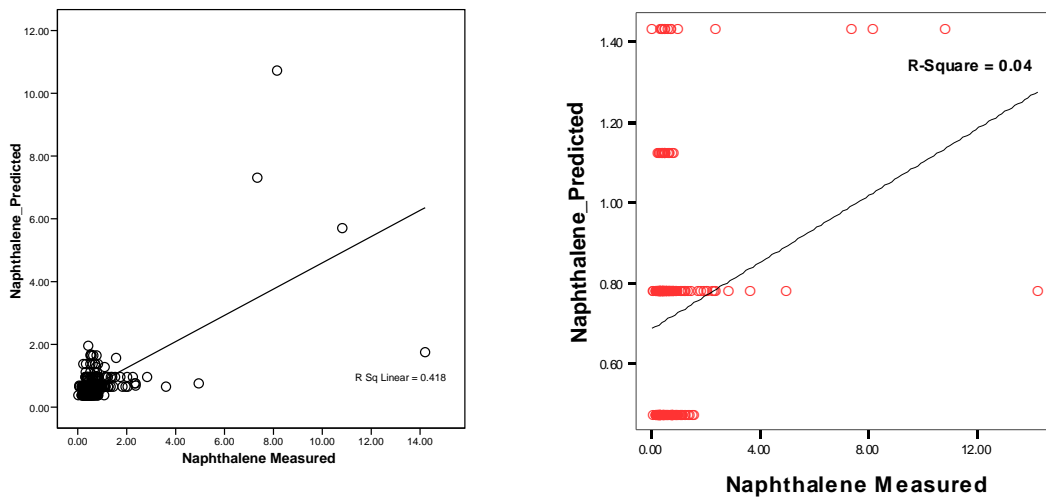 12.00
10.00
8.00
6.00
4.00
2.00
0.00
Naphthalene_Predicted
R Sq Linear = 0.418
0.00 2.00 4.00 6.00 8.00 10.00 12.00 14.00
Naphthalene Measured
1.40
1.20
1.00
0.80
0.60
Naphthalene_Predicted
R-Square = 0.04
0.00 4.00 8.00 12.00
Naphthalene Measured